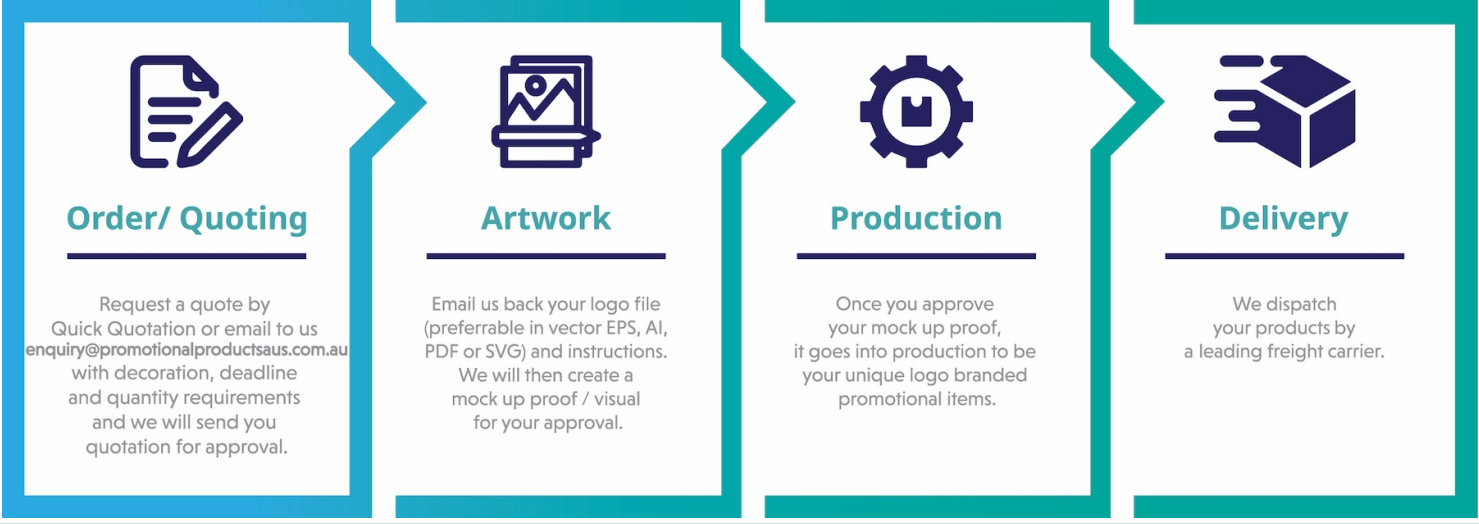 Order/ Quoting
Request a quote by
Quick Quotation or email to us
enquiry@promotionalproductsaus.com.au
with decoration, deadline
and quantity requirements
and we will send you
quotation for approval.
Artwork
Email us back your logo file
(preferrable in vector EPS, AI,
PDF or SVG) and instructions.
We will then create a
mock up proof / visual
for your approval.
Production
Once you approve
your mock up proof,
it goes into production to be
your unique logo branded
promotional items.
Delivery
We dispatch
your products by
a leading freight carrier.